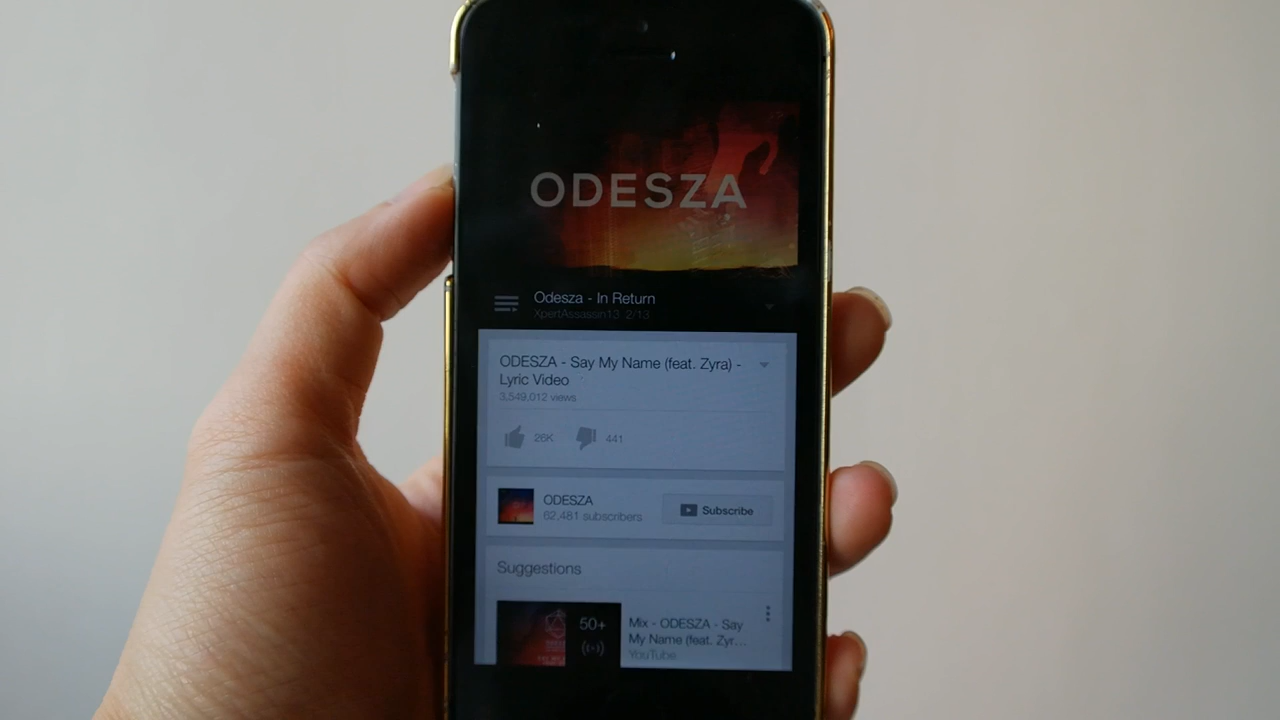 ODESZA
Odesza - In Return
XpertAssassin13 2/13
ODESZA - Say My Name (feat. Zyra) -
Lyric Video
3,549,012 views
26K
441
ODESZA
62,481 subscribers
Subscribe
Suggestions
50+
Mix - ODESZA - Say
My Name (feat. Zyr...
YouTube